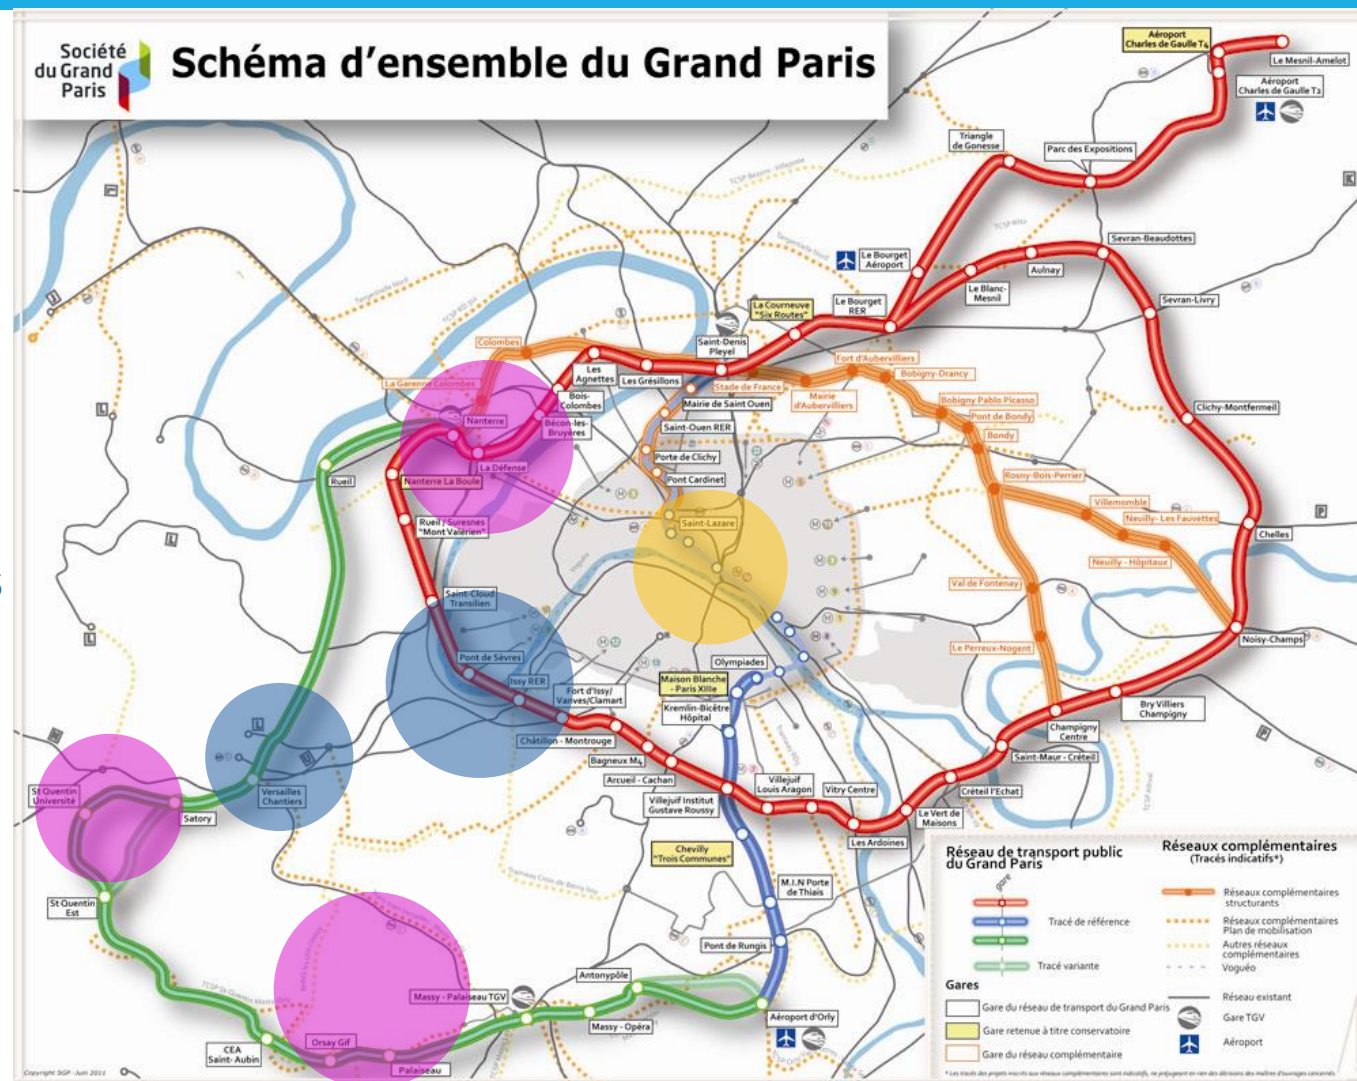 Société
du Grand
Paris
Schéma d'ensemble du Grand Paris
Aéroport
Charles de Gaulle T4
Le Mesnil-Amelot
Aéroport
Charles de Gaulle T2
Triangle
de Gonesse
Parc des Expositions
Sevran-Beaudottes
Le Bourget
Aéroport
Aulnay
Le Blanc-
Mesnil
Sevran-Livry
La Courneuve
"Six Routes"
Le Bourget
RER
Saint-Denis
Pleyel
Colombes
Les
Agnettes
Les Grésillons
Stade de France
Fort d'Aubervilliers
Bobigny-Drancy
La Garenne Colombes
Bois-
Colombes
Mairie de Saint Ouen
Mairie
d'Aubervilliers
Bobigny Pablo Picasso
Pont de Bondy
Clichy-Montfermeil
Nanterre
Bécon-les-
Bruyères
Saint-Ouen RER
Bondy
La Défense
Porte de Clichy
Rueil
Nanterre La Boule
Pont Cardinet
Rosny-Bois-Perrier
Villemomble
Rueil / Suresnes
"Mont Valérien"
Saint-Lazare
Neuilly- Les Fauvettes
Chelles
Neuilly - Hôpitaux
Val de Fontenay
Saint-Cloud
Transilien
Noisy-Champs
Le Perreux-Nogent
Pont de Sèvres
Olympiades
Issy RER
Maison Blanche
- Paris XIIIe
Fort d'Issy/
Vanves/Clamart
Kremlin-Bicêtre
Hôpital
Bry Villiers
Champigny
Champigny
Centre
Châtillon - Montrouge
Saint-Maur - Créteil
Bagneux M4
Arcueil - Cachan
Villejuif
Louis Aragon
Vitry Centre
Créteil l'Echat
St Quentin
Université
Versailles
Chantiers
Satory
Villejuif Institut
Gustave Roussy
Le Vert de
Maisons
Les Ardoines
Chevilly
"Trois Communes"
M.I.N Porte
de Thiais
St Quentin
Est
Pont de Rungis
Antonypôle
Massy - Palaiseau TGV
Massy - Opéra
Aéroport d'Orly
CEA
Saint- Aubin
Orsay Gif
Palaiseau
Réseau de transport public
du Grand Paris
gare
Tracé de référence
Tracé variante
Gares
Gare du réseau de transport du Grand Paris
Gare retenue à titre conservatoire
Gare du réseau complémentaire
Réseaux complémentaires
(Tracés indicatifs*)
Réseaux complémentaires
structurants
Réseaux complémentaires
Plan de mobilisation
Autres réseaux
complémentaires
Voguéo
Réseau existant
Gare TGV
Aéroport
Copyright SGP -Juin 2011